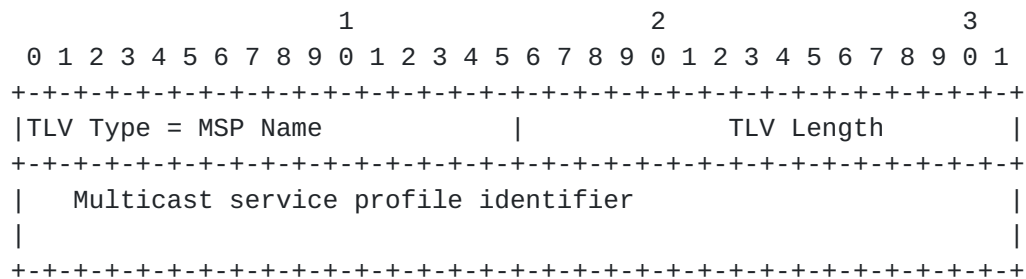 1                   2                   3
 0 1 2 3 4 5 6 7 8 9 0 1 2 3 4 5 6 7 8 9 0 1 2 3 4 5 6 7 8 9 0 1
+-+-+-+-+-+-+-+-+-+-+-+-+-+-+-+-+-+-+-+-+-+-+-+-+-+-+-+-+-+-+-+-+
|TLV Type = MSP Name            |             TLV Length        |
+-+-+-+-+-+-+-+-+-+-+-+-+-+-+-+-+-+-+-+-+-+-+-+-+-+-+-+-+-+-+-+-+
|   Multicast service profile identifier                        |
|                                                               |
+-+-+-+-+-+-+-+-+-+-+-+-+-+-+-+-+-+-+-+-+-+-+-+-+-+-+-+-+-+-+-+-+